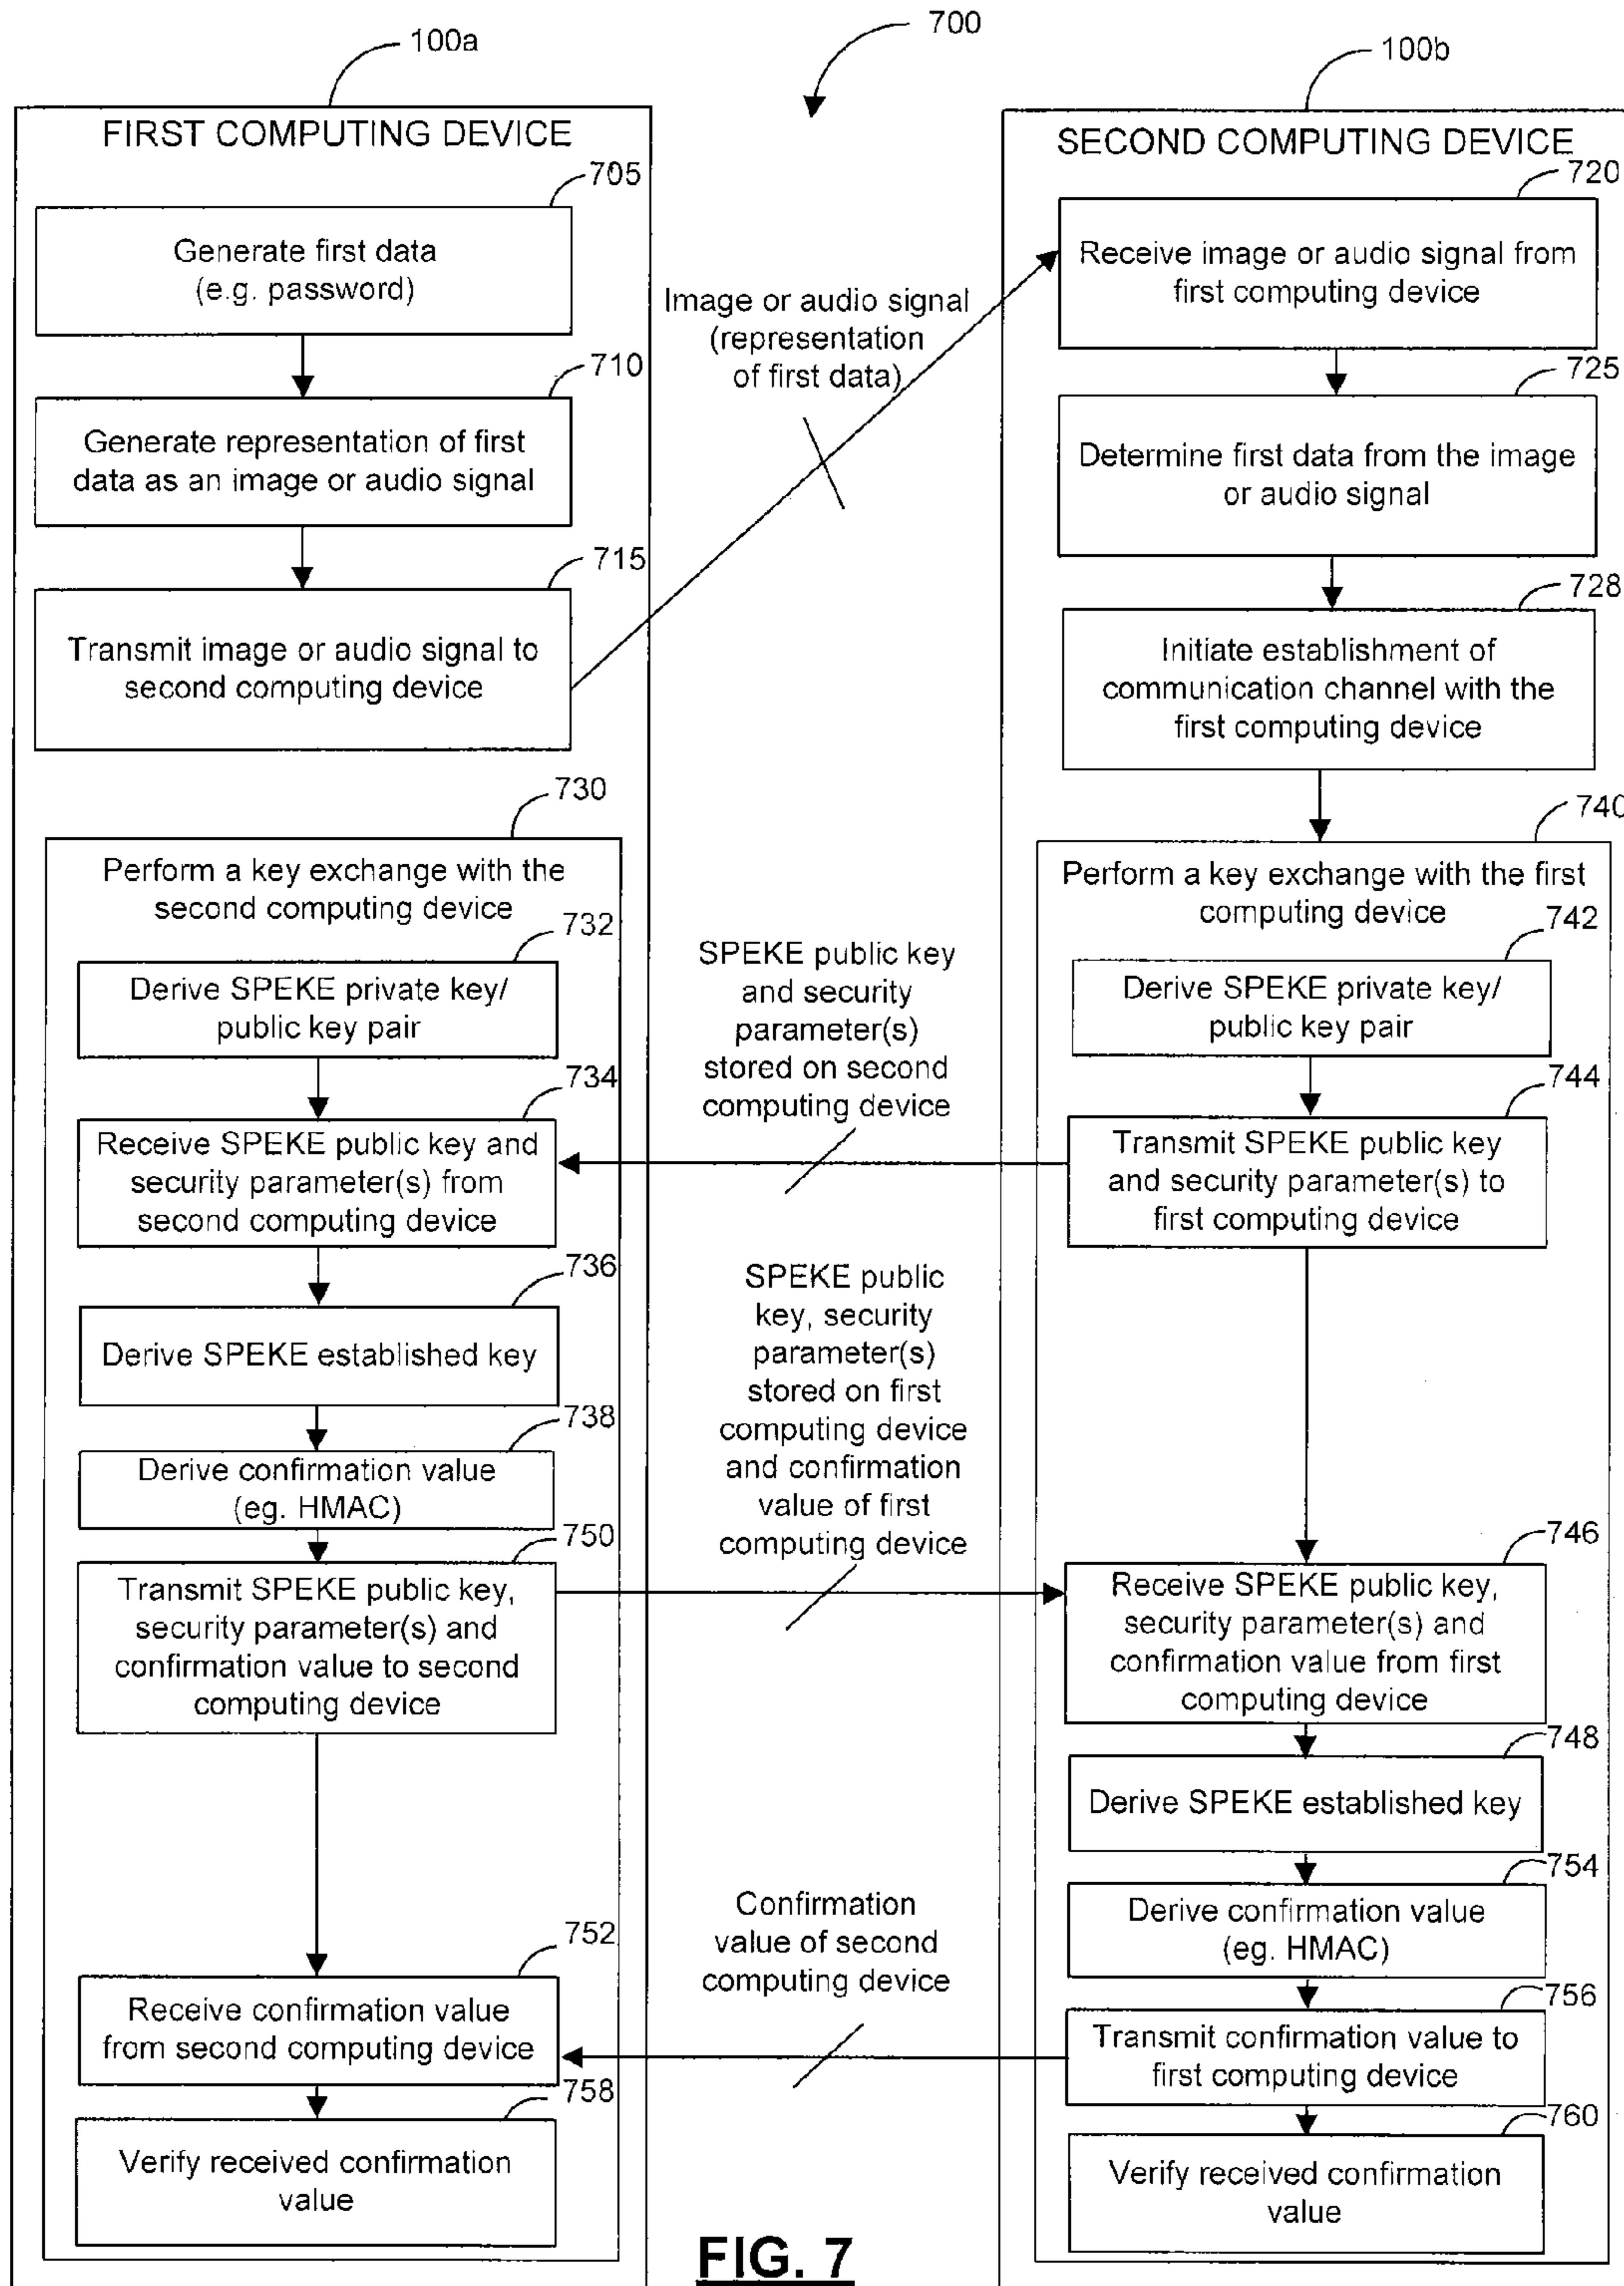 700
100a
FIRST COMPUTING DEVICE
705
Generate first data
(e.g. password)
710
Generate representation of first
data as an image or audio signal
715
Transmit image or audio signal to
second computing device
730
Perform a key exchange with the
second computing device
732
Derive SPEKE private key/
public key pair
734
Receive SPEKE public key and
security parameter(s) from
second computing device
736
Derive SPEKE established key
738
Derive confirmation value
(eg. HMAC)
750
Transmit SPEKE public key,
security parameter(s) and
confirmation value to second
computing device
752
Receive confirmation value
from second computing device
758
Verify received confirmation
value
Image or audio signal
(representation
of first data)
SPEKE public key
and security
parameter(s)
stored on second
computing device
SPEKE public
key, security
parameter(s)
stored on first
computing device
and confirmation
value of first
computing device
Confirmation
value of second
computing device
100b
SECOND COMPUTING DEVICE
720
Receive image or audio signal from
first computing device
725
Determine first data from the image
or audio signal
728
Initiate establishment of
communication channel with the
first computing device
740
Perform a key exchange with the first
computing device
742
Derive SPEKE private key/
public key pair
744
Transmit SPEKE public key
and security parameter(s) to
first computing device
746
Receive SPEKE public key,
security parameter(s) and
confirmation value from first
computing device
748
Derive SPEKE established key
754
Derive confirmation value
(eg. HMAC)
756
Transmit confirmation value to
first computing device
760
Verify received confirmation
value
FIG. 7